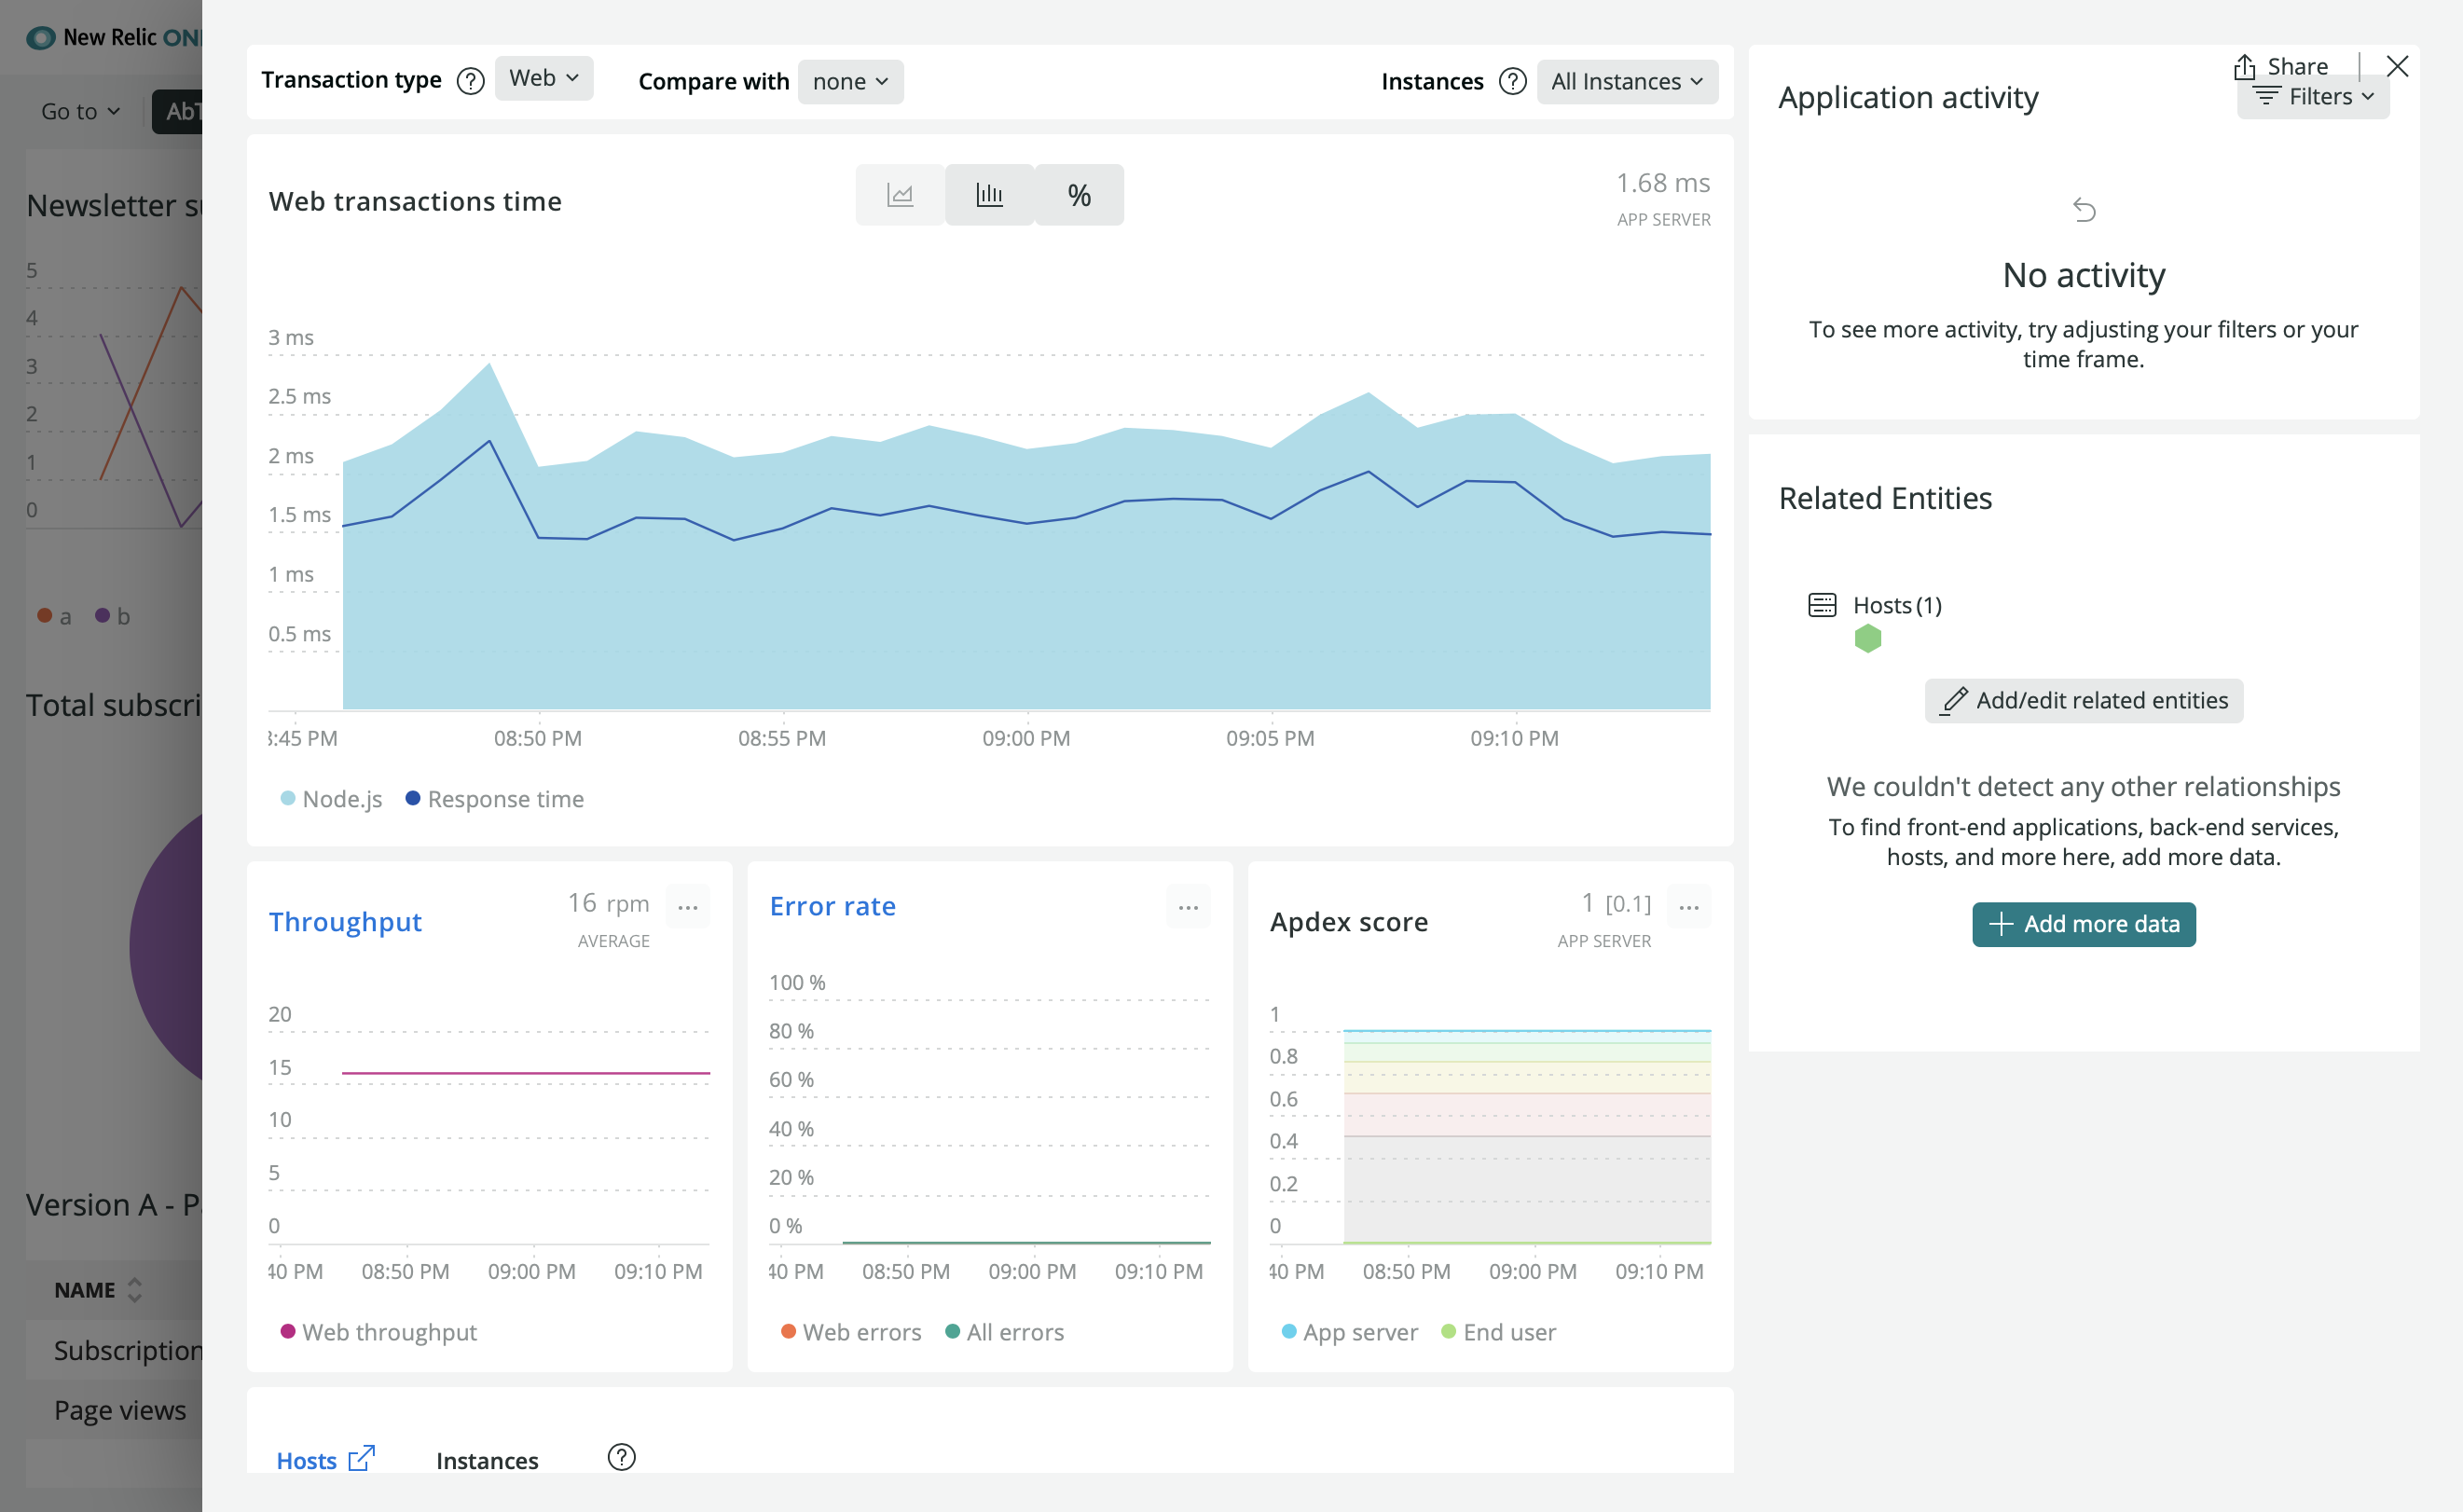 New Relic ONE
Go to
Newsletter
5
4
3
2
1
0
a b
Total
Version A -
NAME
Subscription
Page views
Transaction type ? Web
Compare with none
Instances ? All Instances
Web transactions time
%
1.68 ms
APP SERVER
3 ms
2.5 ms
2 ms
1.5 ms
1 ms
0.5 ms
:45 PM 08:50 PM 08:55 PM 09:00 PM 09:05 PM 09:10 PM
Node.js Response time
Throughput
16 rpm
AVERAGE
...
20
15
10
5
0
40 PM 08:50 PM 09:00 PM 09:10 PM
Web throughput
Error rate
...
100 %
80 %
60 %
40 %
20 %
0 %
40 PM 08:50 PM 09:00 PM 09:10 PM
Web errors All errors
Apdex score
1 [0.1]
APP SERVER
...
1
0.8
0.6
0.4
0.2
0
40 PM 08:50 PM 09:00 PM 09:10 PM
App server End user
Hosts Instances ?
Share
Application activity
Filters
No activity
To see more activity, try adjusting your filters or your
time frame.
Related Entities
Hosts (1)
Add/edit related entities
We couldn't detect any other relationships
To find front-end applications, back-end services,
hosts, and more here, add more data.
+ Add more data